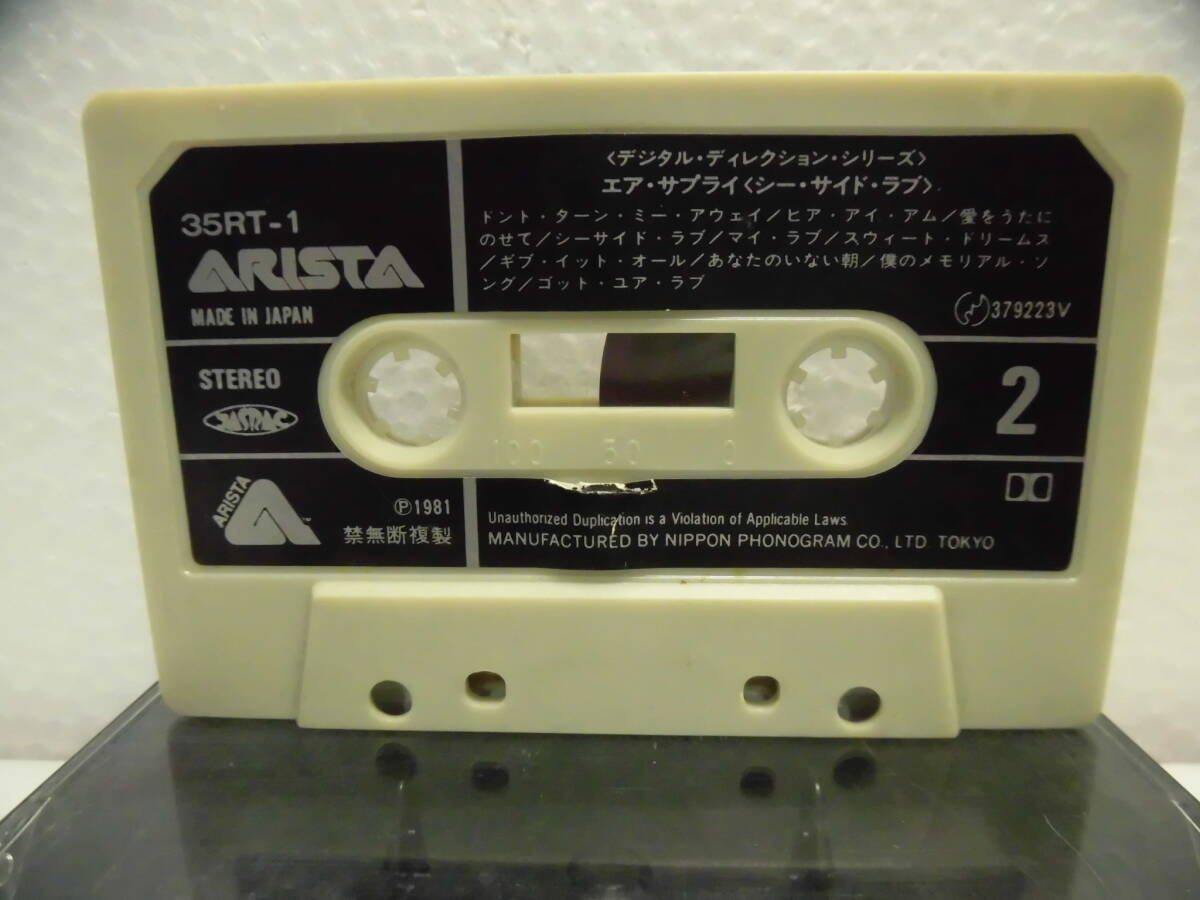 35RT-1
ARISTA
MADE IN JAPAN
〈デジタル・ディレクション・シリーズ〉
エア・サプライ〈シー・サイド・ラブ〉
ドント・ターン・ミー・アウェイ/ヒア・アイ・アム/愛をうたに
のせて/シーサイド・ラブ/マイ・ラブ/スウィート・ドリームス
/ギブ・イット・オール/あなたのいない朝/僕のメモリアル・ソ
ング/ゴット・ユア・ラブ
379223V
STEREO
JASRAC
2
100 50 0
ARISTA
Ⓟ1981
禁無断複製
Unauthorized Duplication is a Violation of Applicable Laws.
MANUFACTURED BY NIPPON PHONOGRAM CO., LTD. TOKYO